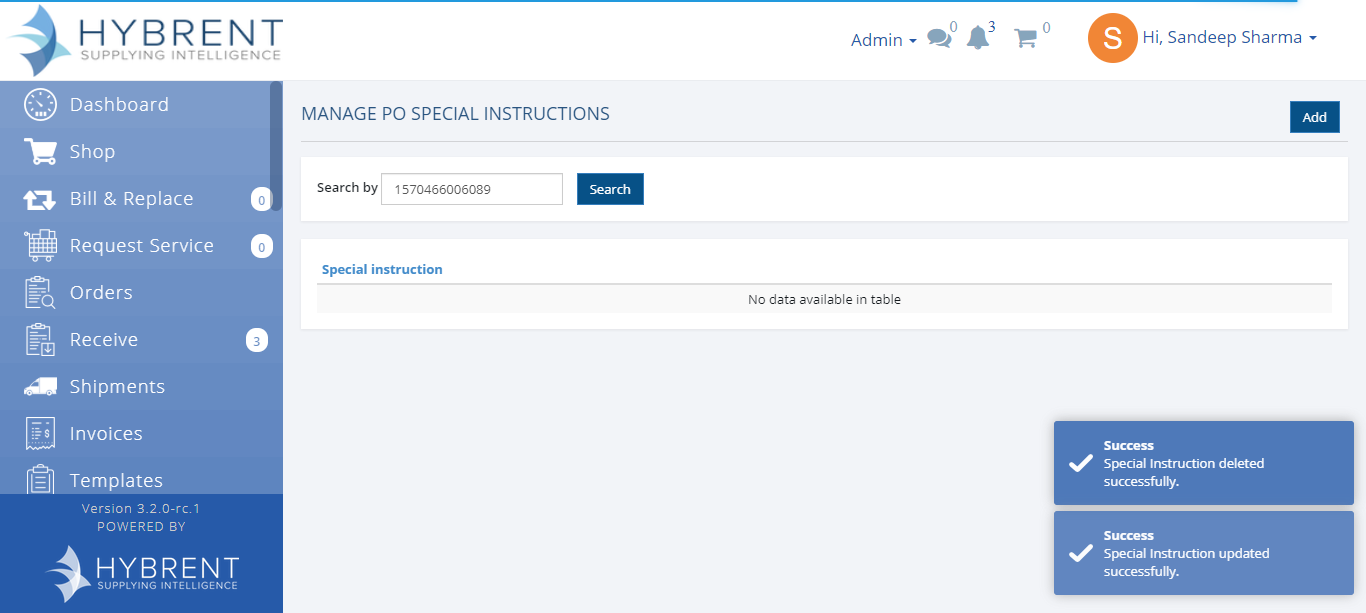 HYBRENT
SUPPLYING INTELLIGENCE
Admin
0
3
0
S
Hi, Sandeep Sharma
Dashboard
Shop
Bill & Replace 0
Request Service 0
Orders
Receive 3
Shipments
Invoices
Templates
Version 3.2.0-rc.1
POWERED BY
HYBRENT
SUPPLYING INTELLIGENCE
MANAGE PO SPECIAL INSTRUCTIONS
Add
Search by 1570466006089 Search
Special instruction
No data available in table
Success
Special Instruction deleted
successfully.
Success
Special Instruction updated
successfully.